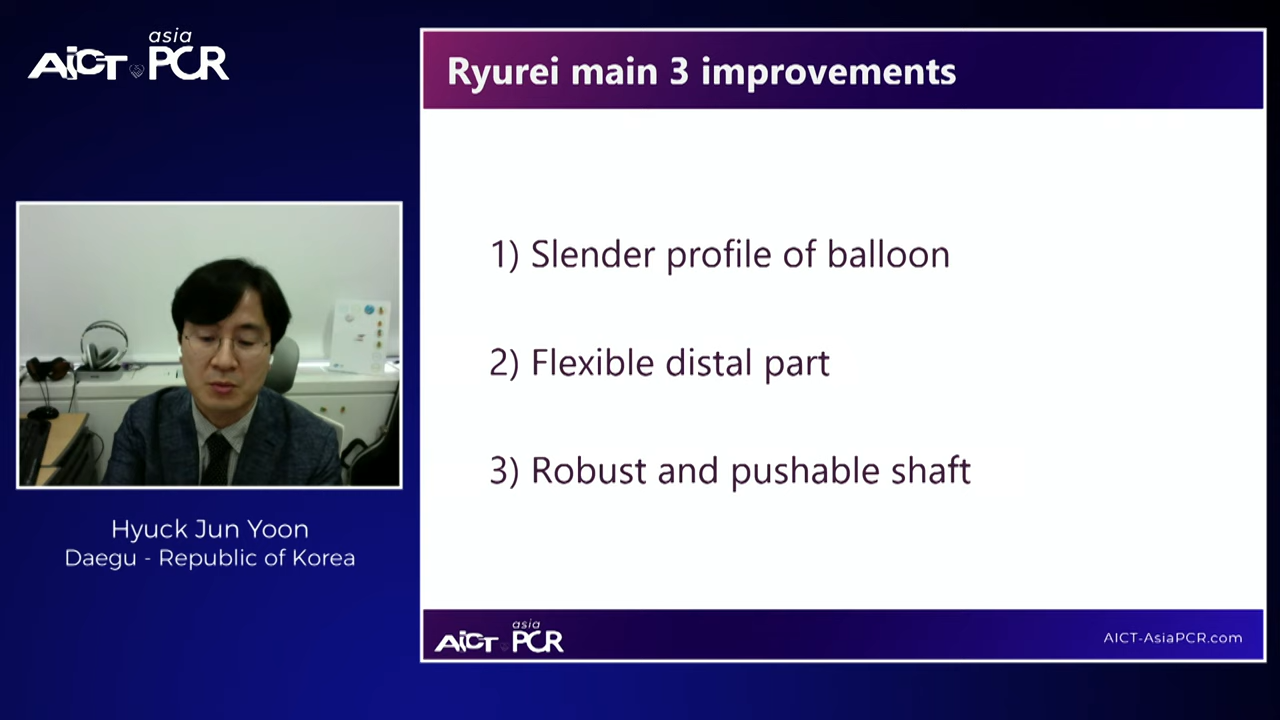 asia
AICT PCR
Ryurei main 3 improvements
1) Slender profile of balloon
2) Flexible distal part
3) Robust and pushable shaft
Hyuck Jun Yoon
Daegu - Republic of Korea
asia
AICT PCR
AICT-AsiaPCR.com